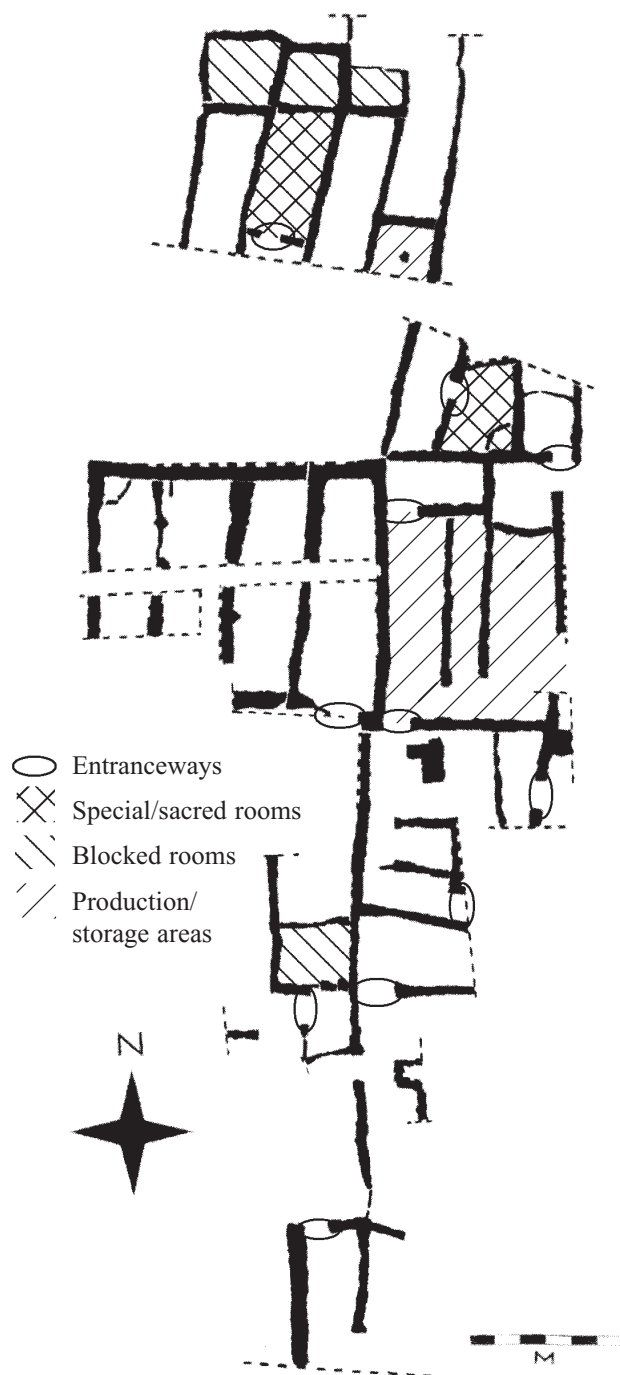 Entranceways
Special/sacred rooms
Blocked rooms
Production/
storage areas
N
M